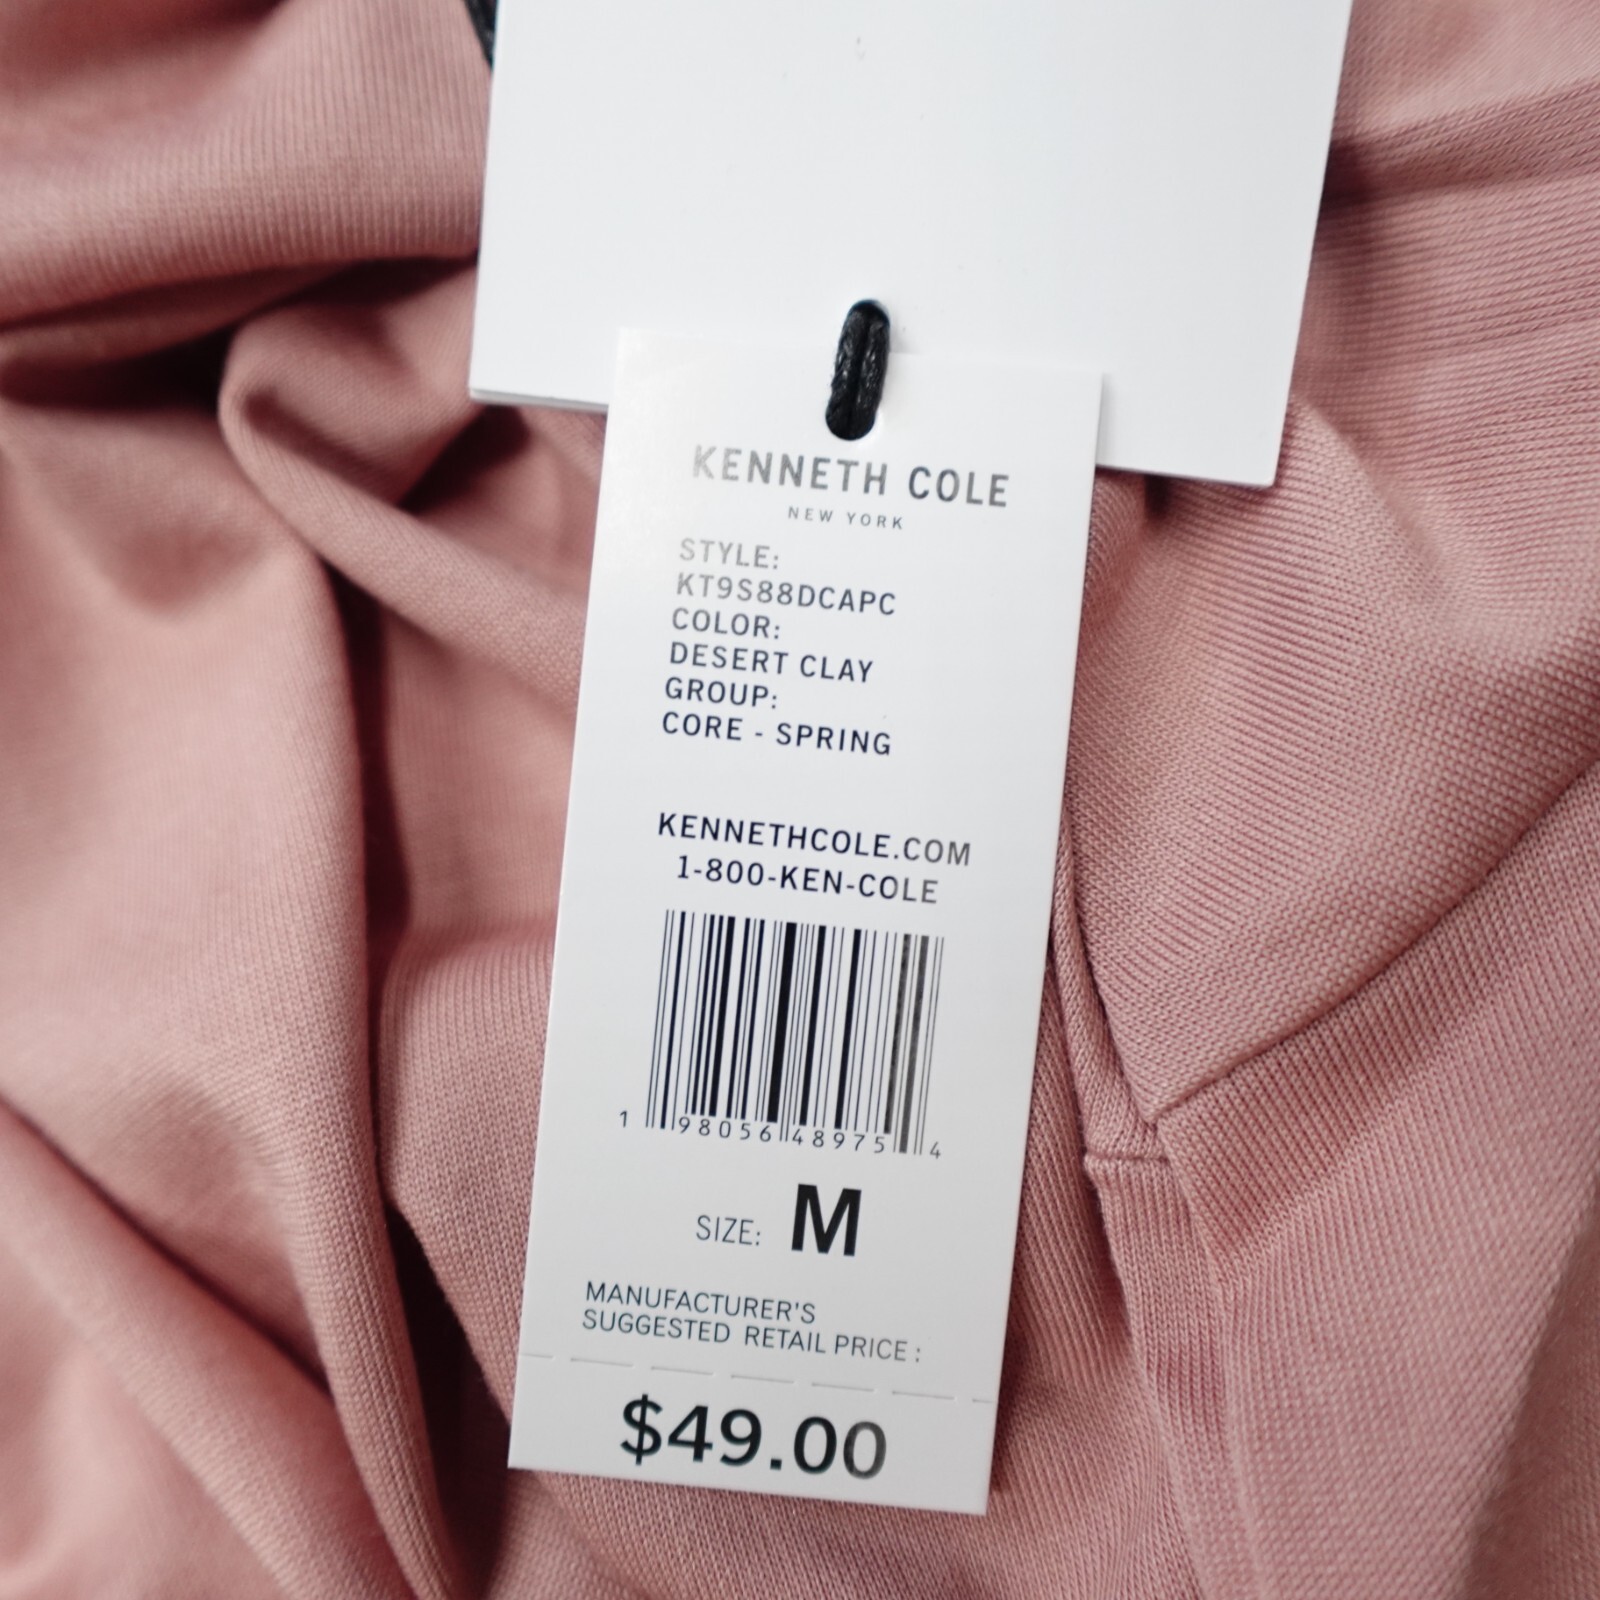 KENNETH COLE
NEW YORK
STYLE:
KT9S88DCAPC
COLOR:
DESERT CLAY
GROUP:
CORE - SPRING
KENNETHCOLE.COM
1-800-KEN-COLE
1 98056 48975 4
SIZE: M
MANUFACTURER'S
SUGGESTED RETAIL PRICE :
$49.00